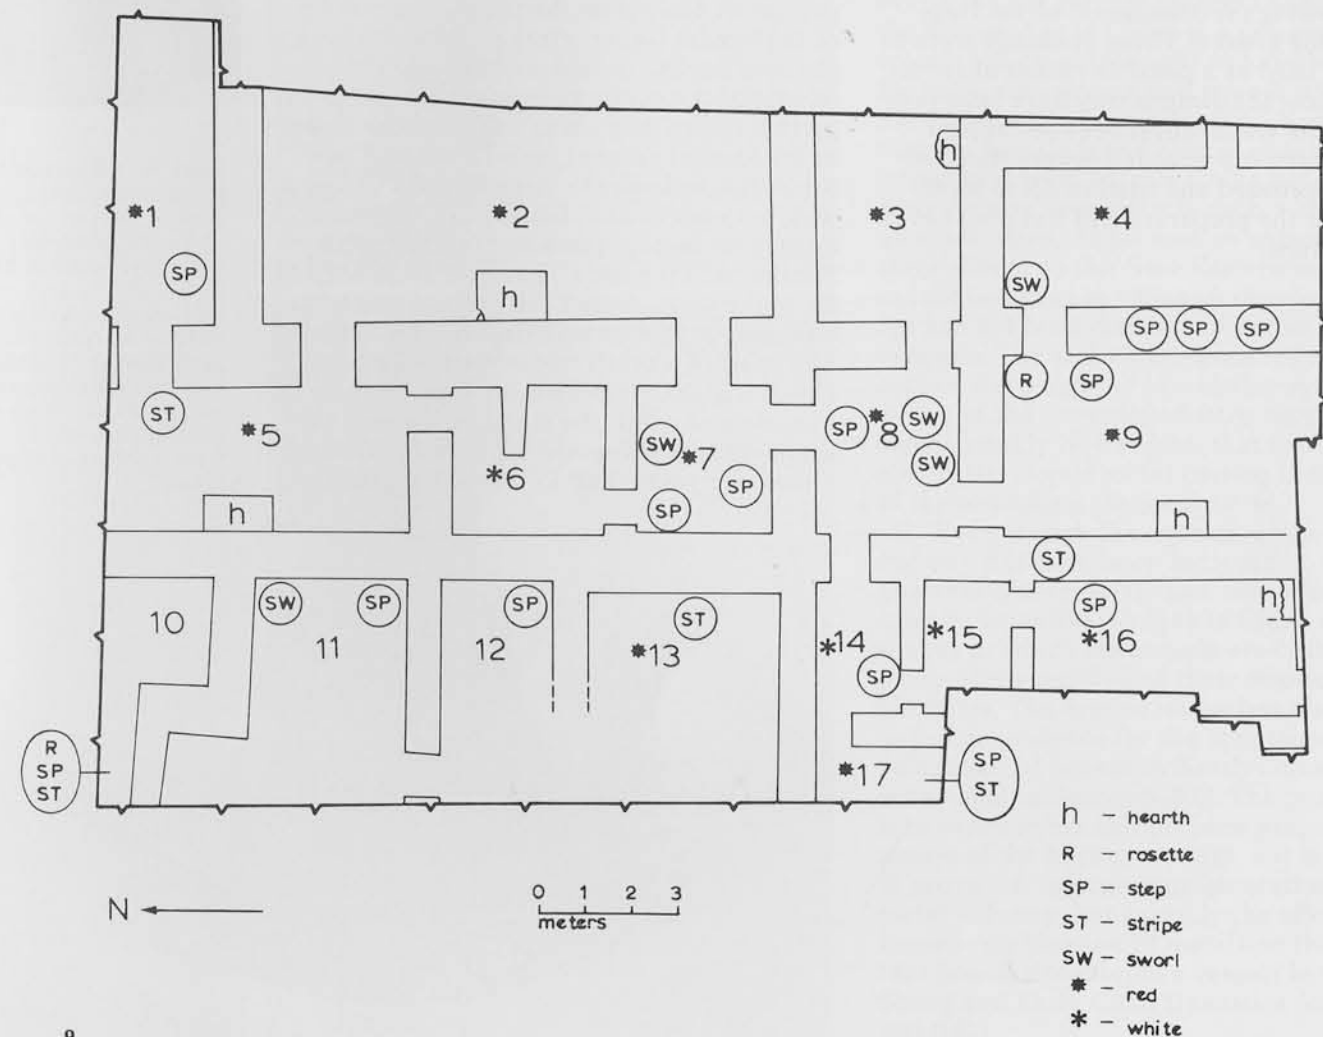 h
✸1
✸2
✸3
✸4
SP
SW
h
SP
SP
SP
R
SP
ST
✸5
✸8
SP
SW
✸9
SW
✸7
SW
✳6
SP
SP
h
h
ST
h
10
SW
SP
11
SP
12
ST
✸13
✳14
✳15
SP
✳16
SP
R
SP
ST
✸17
SP
ST
h – hearth
R – rosette
SP – step
ST – stripe
SW – sworl
✸ – red
✳ – white
N
0 1 2 3
meters